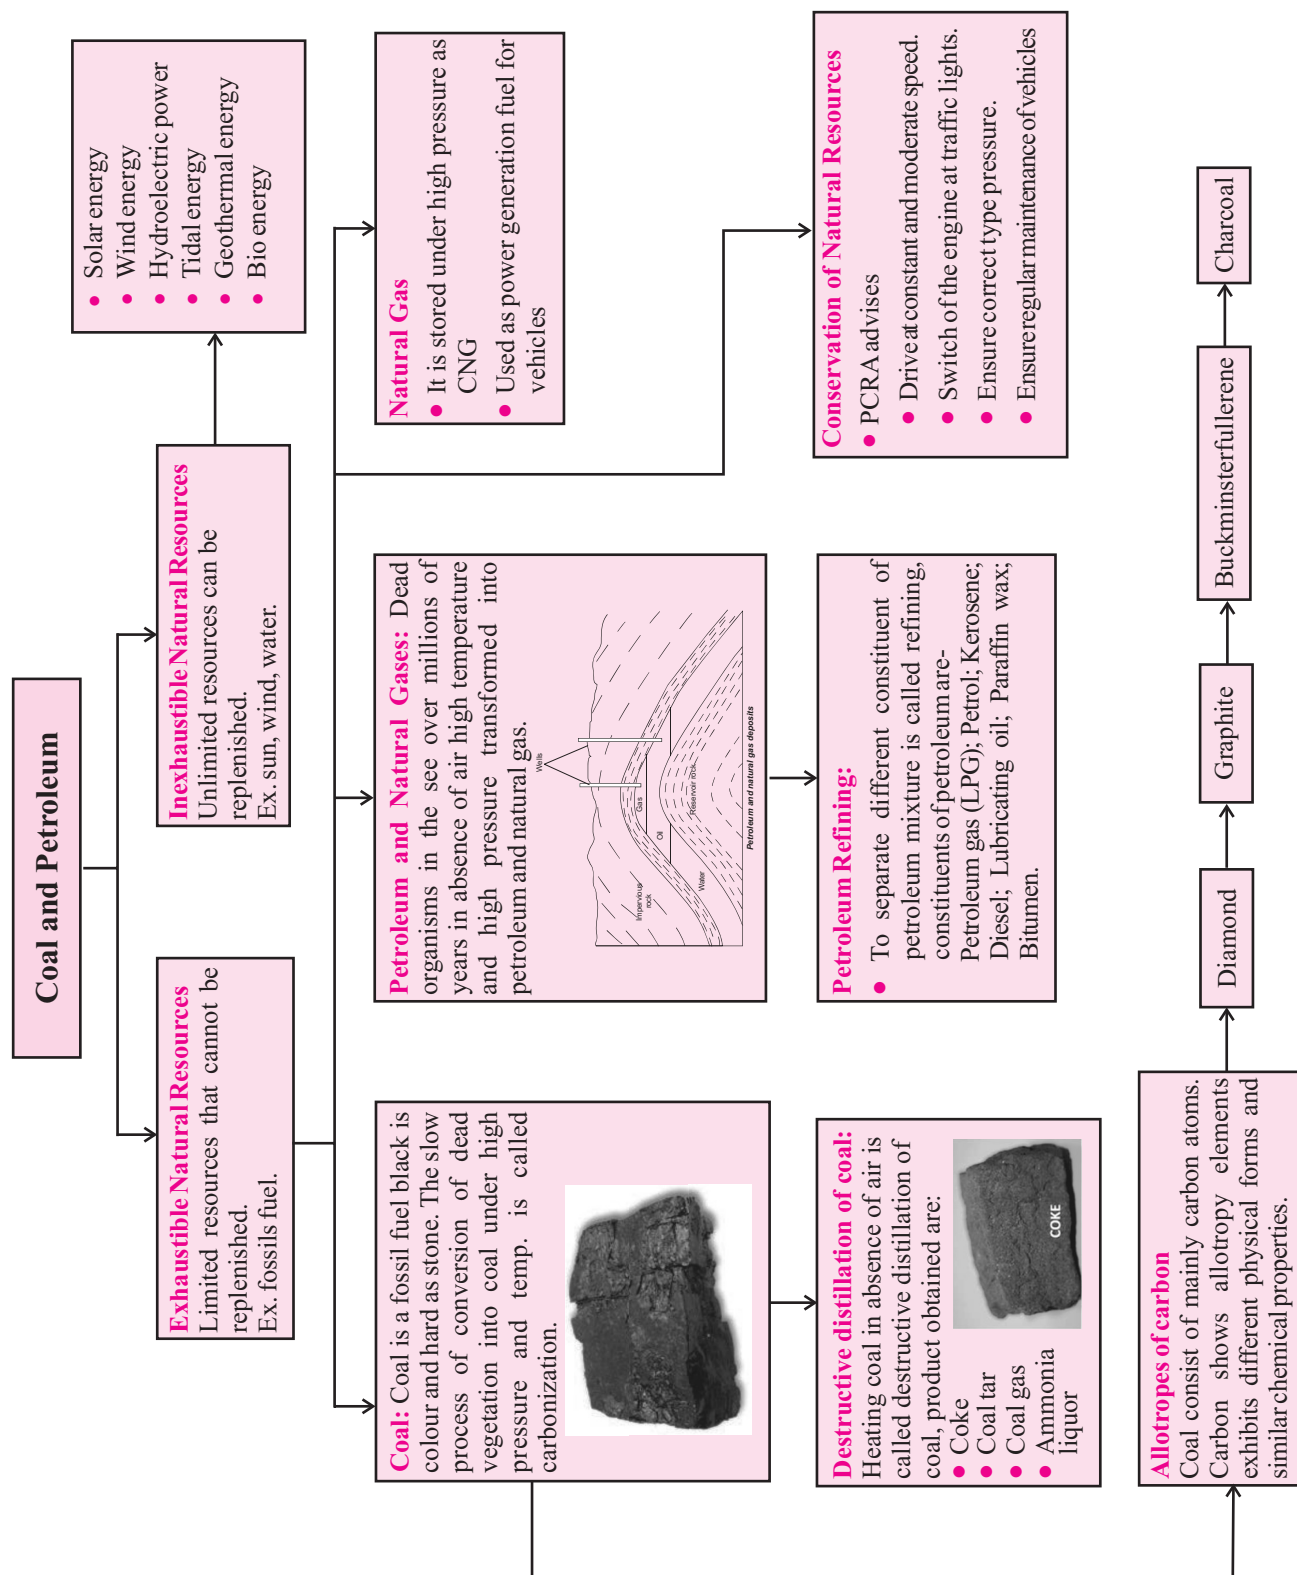 Coal and Petroleum
Exhaustible Natural Resources
Limited resources that cannot be
replenished.
Ex. fossils fuel.
Inexhaustible Natural Resources
Unlimited resources can be
replenished.
Ex. sun, wind, water.
• Solar energy
• Wind energy
• Hydroelectric power
• Tidal energy
• Geothermal energy
• Bio energy
Coal: Coal is a fossil fuel black is
colour and hard as stone. The slow
process of conversion of dead
vegetation into coal under high
pressure and temp. is called
carbonization.
Petroleum and Natural Gases: Dead
organisms in the see over millions of
years in absence of air high temperature
and high pressure transformed into
petroleum and natural gas.
Wells
Impervious
rock
Gas
Oil
Water
Reservoir rock
Petroleum and natural gas deposits
Natural Gas
• It is stored under high pressure as
CNG
• Used as power generation fuel for
vehicles
Destructive distillation of coal:
Heating coal in absence of air is
called destructive distillation of
coal, product obtained are:
• Coke
• Coal tar
• Coal gas
• Ammonia
liquor
COKE
Petroleum Refining:
• To separate different constituent of
petroleum mixture is called refining,
constituents of petroleum are-
Petroleum gas (LPG); Petrol; Kerosene;
Diesel; Lubricating oil; Paraffin wax;
Bitumen.
Conservation of Natural Resources
• PCRA advises
• Drive at constant and moderate speed.
• Switch of the engine at traffic lights.
• Ensure correct type pressure.
• Ensure regular maintenance of vehicles
Allotropes of carbon
Coal consist of mainly carbon atoms.
Carbon shows allotropy elements
exhibits different physical forms and
similar chemical properties.
Diamond
Graphite
Buckminsterfullerene
Charcoal